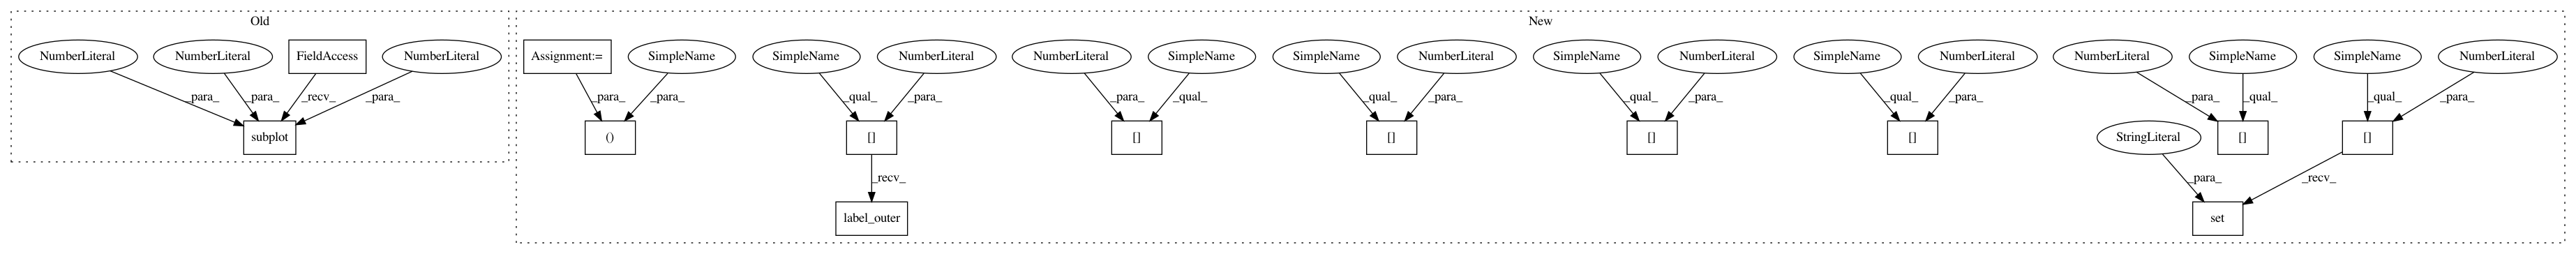 Old
New
NumberLiteral NumberLiteral FieldAccess NumberLiteral Assignment:= SimpleName SimpleName NumberLiteral NumberLiteral SimpleName SimpleName NumberLiteral SimpleName NumberLiteral SimpleName NumberLiteral NumberLiteral SimpleName SimpleName NumberLiteral
_para_ _para_ _recv_ _para_ _para_ _para_ _qual_ _para_ _para_ _qual_ _qual_ _para_ _qual_ _para_ _qual_ _para_ _para_ _qual_ _qual_ _para_
subplot () [] [] [] [] [] StringLiteral [] []
_recv_ _para_ _recv_
label_outer set